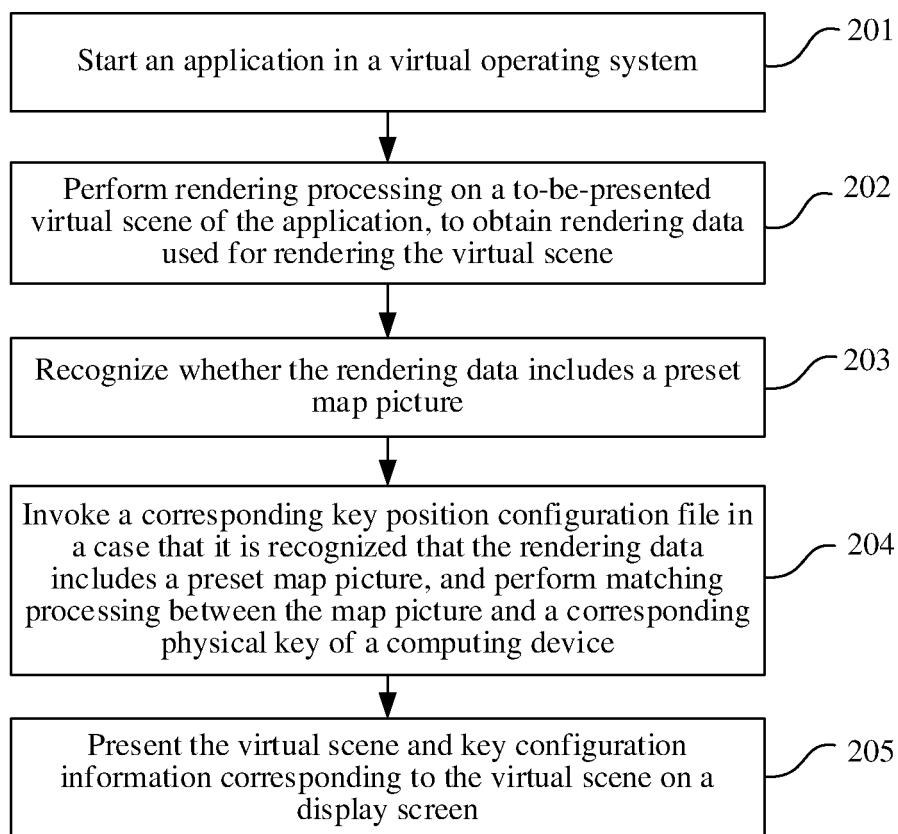 Start an application in a virtual operating system
201
Perform rendering processing on a to-be-presented
virtual scene of the application, to obtain rendering data
used for rendering the virtual scene
202
Recognize whether the rendering data includes a preset
map picture
203
Invoke a corresponding key position configuration file in
a case that it is recognized that the rendering data
includes a preset map picture, and perform matching
processing between the map picture and a corresponding
physical key of a computing device
204
Present the virtual scene and key configuration
information corresponding to the virtual scene on a
display screen
205